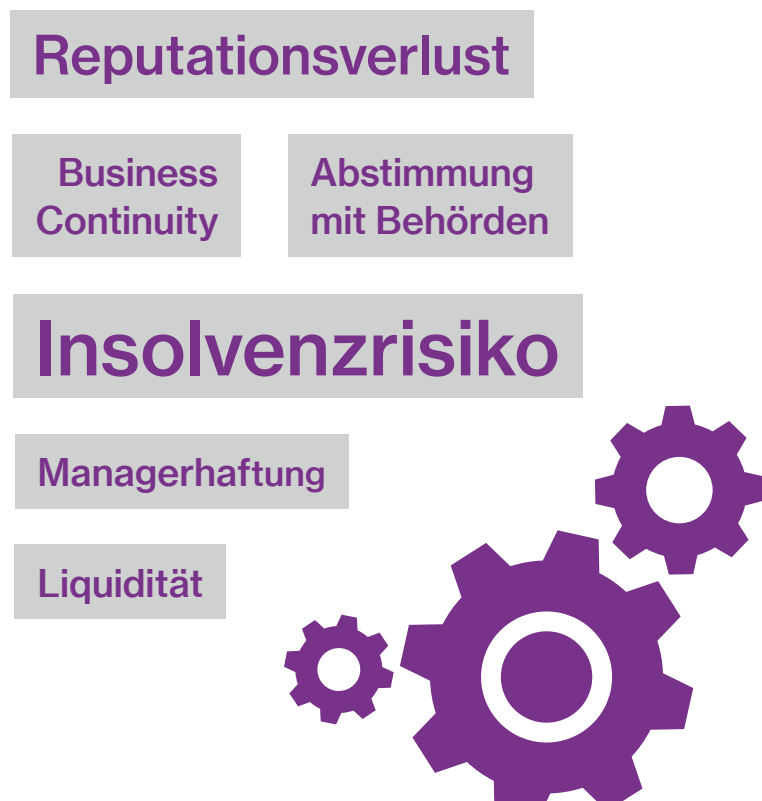 Reputationsverlust
Business
Continuity
Abstimmung
mit Behörden
Insolvenzrisiko
Managerhaftung
Liquidität